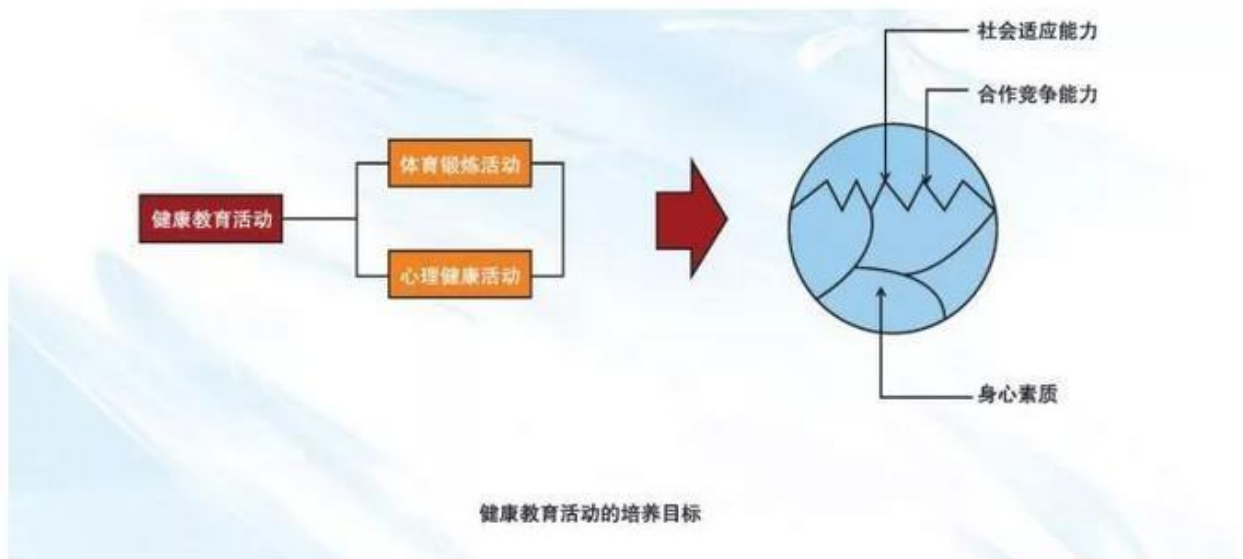 社会适应能力
合作竞争能力
体育锻炼活动
健康教育活动
心理健康活动
身心素质
健康教育活动的培养目标